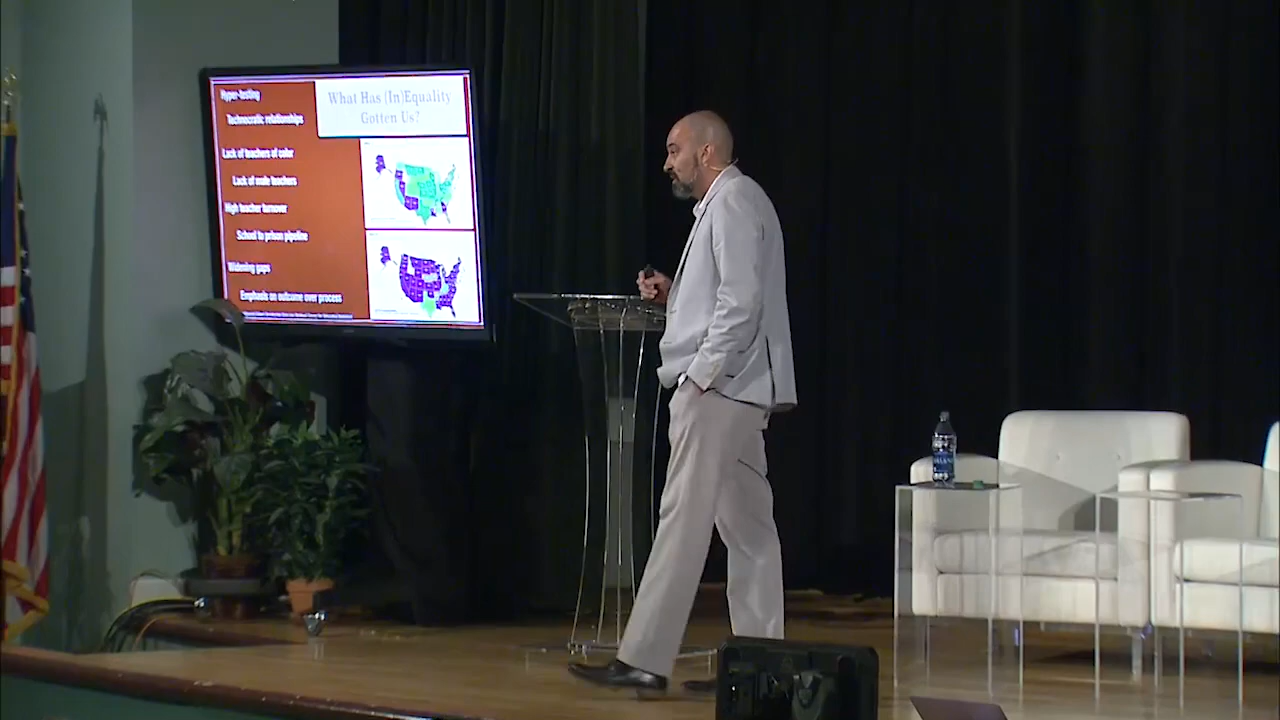 What Has (In)Equality
Gotten Us?
Hyper-testing
Technocratic relationships
Lack of teachers of color
Lack of male teachers
High teacher turnover
School to prison pipeline
Widening gaps
Emphasis on outcome over process